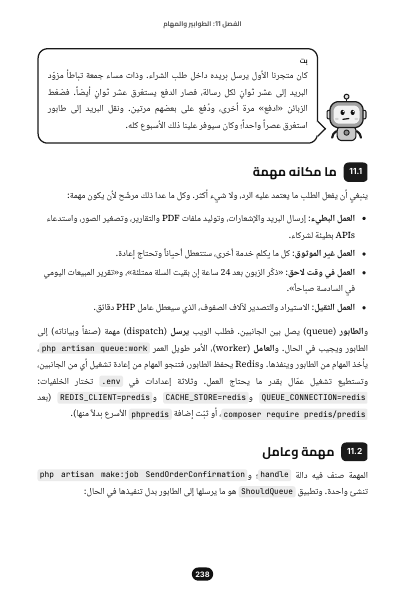 الفصل 11: الطوابير والمهام
بِت
كان متجرنا الأول يرسل بريده داخل طلب الشراء. وذات مساء جمعة تباطأ مزوّد
البريد إلى عشر ثوانٍ لكل رسالة، فصار الدفع يستغرق عشر ثوانٍ أيضاً. فضغط
الزبائن «ادفع» مرة أخرى، ودُفع على بعضهم مرتين. ونقل البريد إلى طابور
استغرق عصراً واحداً؛ وكان سيوفر علينا ذلك الأسبوع كله.
11.1 ما مكانه مهمة
ينبغي أن يفعل الطلب ما يعتمد عليه الرد، ولا شيء أكثر. وكل ما عدا ذلك مرشّح لأن يكون مهمة:
• العمل البطيء: إرسال البريد والإشعارات، وتوليد ملفات PDF والتقارير، وتصغير الصور، واستدعاء
APIs بطيئة لشركاء.
• العمل غير الموثوق: كل ما يكلم خدمة أخرى، ستتعطل أحياناً وتحتاج إعادة.
• العمل في وقت لاحق: «ذكّر الزبون بعد 24 ساعة إن بقيت السلة ممتلئة»، و«تقرير المبيعات اليومي
في السادسة صباحاً».
• العمل الثقيل: الاستيراد والتصدير لآلاف الصفوف، الذي سيعطل عامل PHP دقائق.
والطابور (queue) يصل بين الجانبين. فطلب الويب يرسل (dispatch) مهمة (صنفاً وبياناته) إلى
الطابور ويجيب في الحال. والعامل (worker)، الأمر طويل العمر php artisan queue:work،
يأخذ المهام من الطابور وينفذها. وRedis يحفظ الطابور، فتنجو المهام من إعادة تشغيل أي من الجانبين،
وتستطيع تشغيل عمّال بقدر ما يحتاج العمل. وثلاثة إعدادات في .env تختار الخلفيات:
QUEUE_CONNECTION=redis و CACHE_STORE=redis و REDIS_CLIENT=predis (بعد
composer require predis/predis، أو ثبّت إضافة phpredis الأسرع بدلاً منها).
11.2 مهمة وعامل
المهمة صنف فيه دالة handle؛ و php artisan make:job SendOrderConfirmation
تنشئ واحدة. وتطبيق ShouldQueue هو ما يرسلها إلى الطابور بدل تنفيذها في الحال:
238